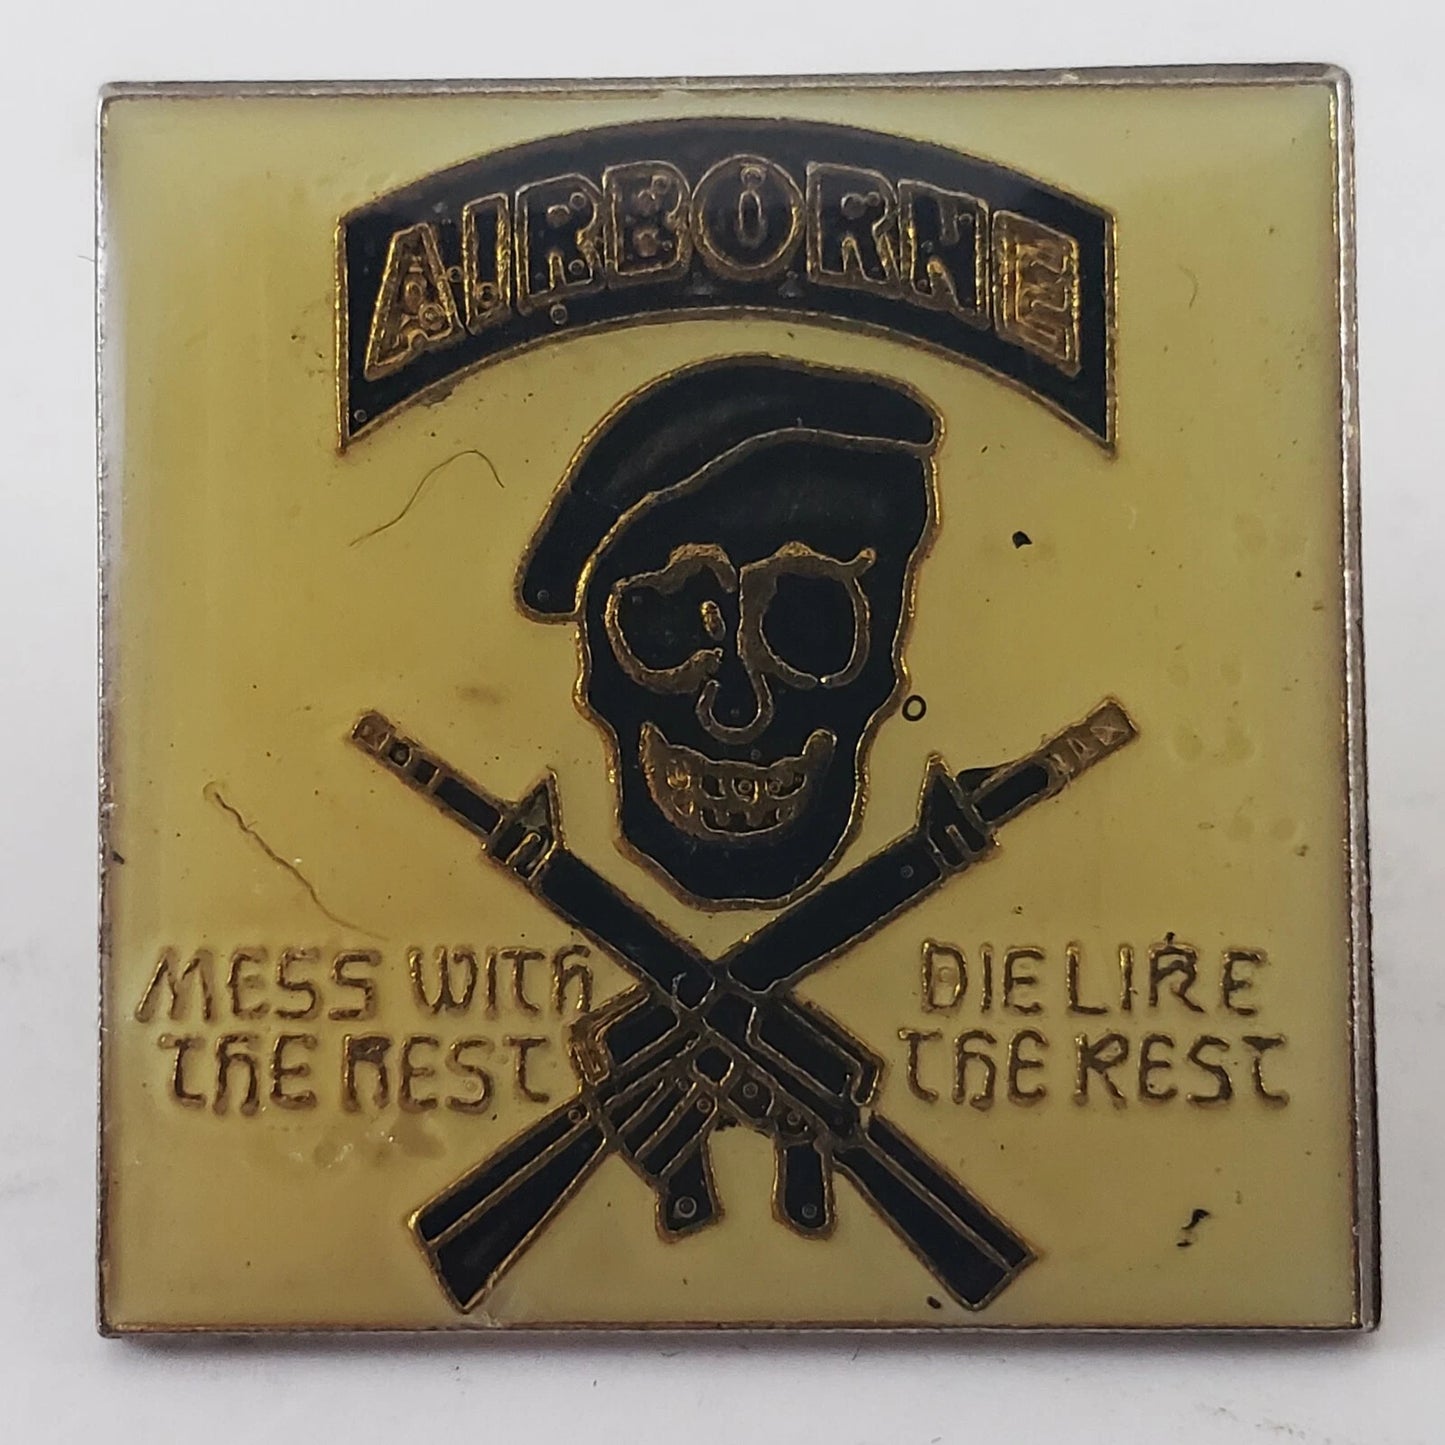 AIRBORNE
MESS WITH
THE REST
DIE LIKE
THE REST